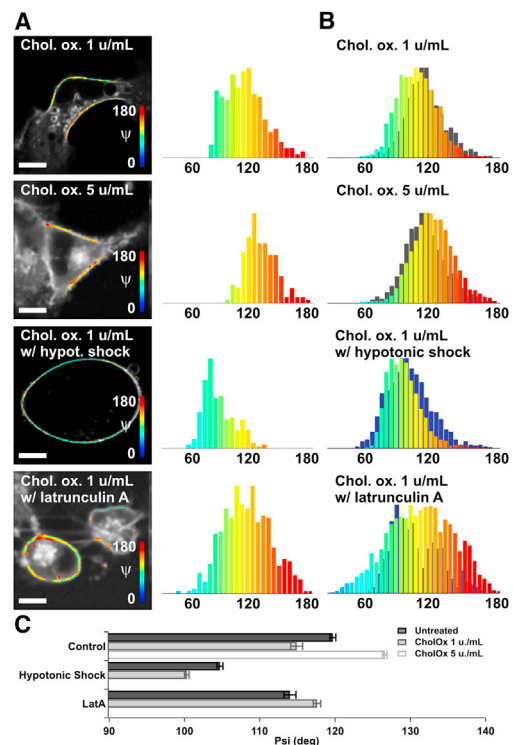 A
B
Chol. ox. 1 u/mL
180
Ψ
0
60 120 180
Chol. ox. 1 u/mL
60 120 180
Chol. ox. 5 u/mL
180
Ψ
0
60 120 180
Chol. ox. 5 u/mL
60 120 180
Chol. ox. 1 u/mL
w/ hypot. shock
180
Ψ
0
60 120 180
Chol. ox. 1 u/mL
w/ hypotonic shock
60 120 180
Chol. ox. 1 u/mL
w/ latrunculin A
180
Ψ
0
60 120 180
Chol. ox. 1 u/mL
w/ latrunculin A
60 120 180
C
Untreated
CholOx 1 u./mL
CholOx 5 u./mL
Control
Hypotonic Shock
LatA
90 100 110 120 130 140
Psi (deg)